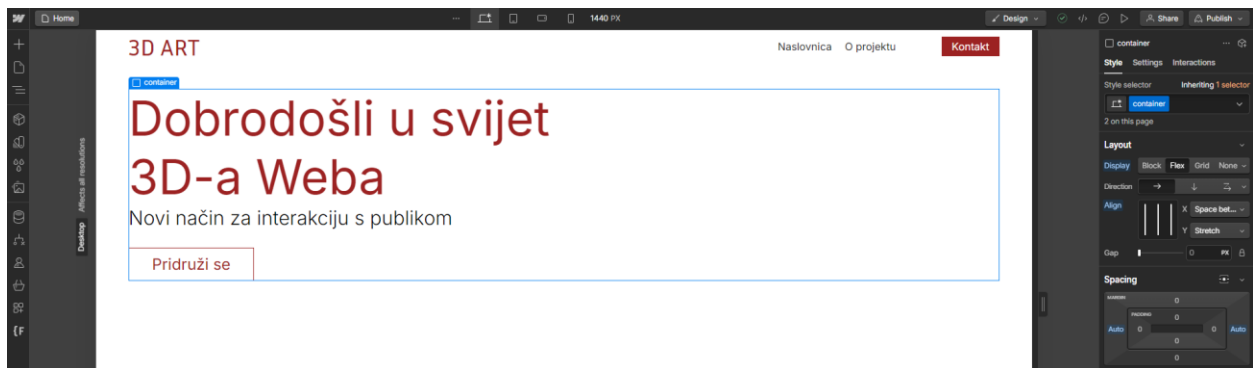 Home
1440 PX
Design
Share
Publish
3D ART
Naslovnica O projektu Kontakt
container
Dobrodošli u svijet
3D-a Weba
Novi način za interakciju s publikom
Pridruži se
Affects all resolutions
Desktop
container
Style Settings Interactions
Style selector Inheriting 1 selector
container
2 on this page
Layout
Display Block Flex Grid None
Direction
Align X Space bet...
Y Stretch
Gap 0 PX
Spacing
MARGIN 0
PADDING 0
Auto 0 0 Auto
0
0